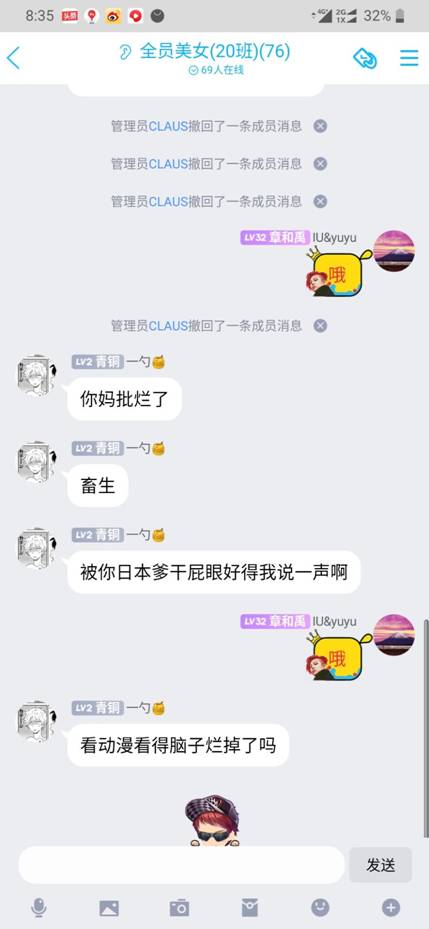 8:35
头条
4G
2G
1X
32%
全员美女(20班)(76)
69人在线
管理员CLAUS撤回了一条成员消息
管理员CLAUS撤回了一条成员消息
管理员CLAUS撤回了一条成员消息
LV32 章和禹 IU&yuyu
哦
管理员CLAUS撤回了一条成员消息
LV2 青铜 一勺🍯
你妈批烂了
LV2 青铜 一勺🍯
畜生
LV2 青铜 一勺🍯
被你日本爹干屁眼好得我说一声啊
LV32 章和禹 IU&yuyu
哦
LV2 青铜 一勺🍯
看动漫看得脑子烂掉了吗
发送